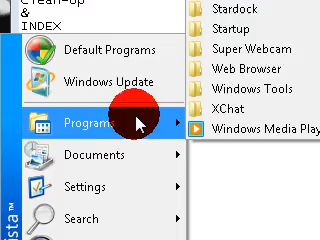 Clean-up
&
INDEX
Default Programs
Windows Update
Programs
Documents
Settings
Search
Stardock
Startup
Super Webcam
Web Browser
Windows Tools
XChat
Windows Media Play
ista™